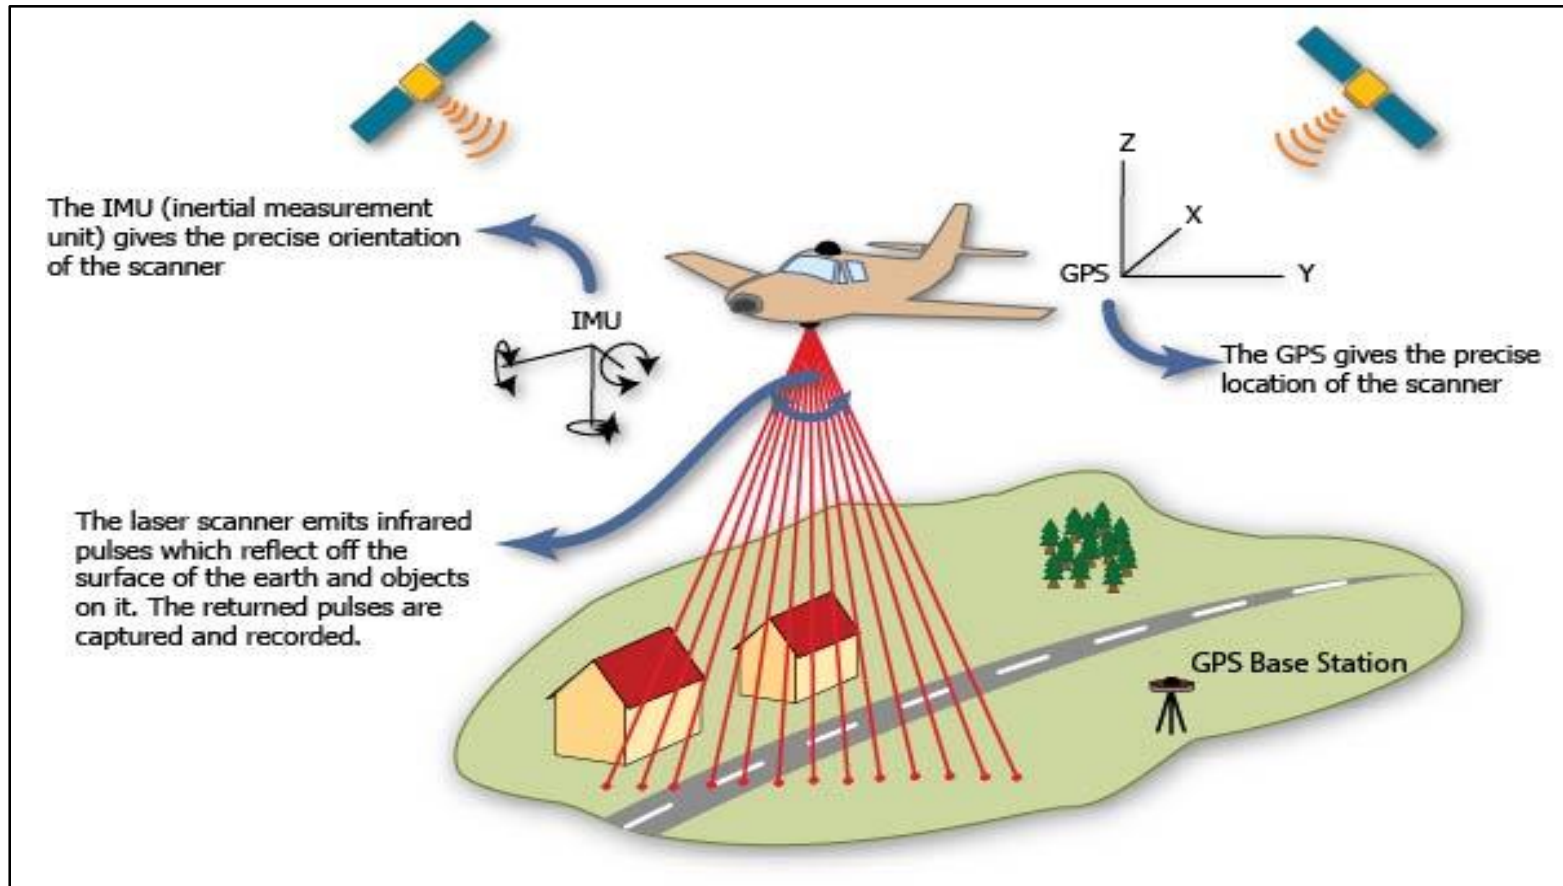 Z
X
Y
GPS
The IMU (inertial measurement
unit) gives the precise orientation
of the scanner
IMU
The GPS gives the precise
location of the scanner
The laser scanner emits infrared
pulses which reflect off the
surface of the earth and objects
on it. The returned pulses are
captured and recorded.
GPS Base Station